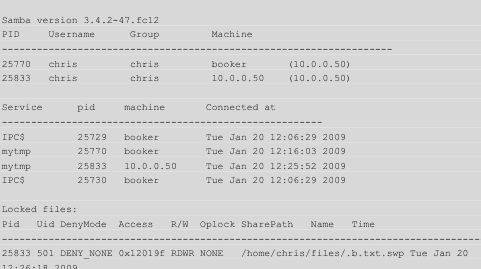 Samba version 3.4.2-47.fc12
PID Username Group Machine
-------------------------------------------------------------------
25770 chris chris booker (10.0.0.50)
25833 chris chris 10.0.0.50 (10.0.0.50)
Service pid machine Connected at
-------------------------------------------------------
IPC$ 25729 booker Tue Jan 20 12:06:29 2009
mytmp 25770 booker Tue Jan 20 12:16:03 2009
mytmp 25833 10.0.0.50 Tue Jan 20 12:25:52 2009
IPC$ 25730 booker Tue Jan 20 12:06:29 2009
Locked files:
Pid Uid DenyMode Access R/W Oplock SharePath Name Time
----------------------------------------------------------------------------------
25833 501 DENY_NONE 0x12019f RDWR NONE /home/chris/files/.b.txt.swp Tue Jan 20
12:26:18 2009